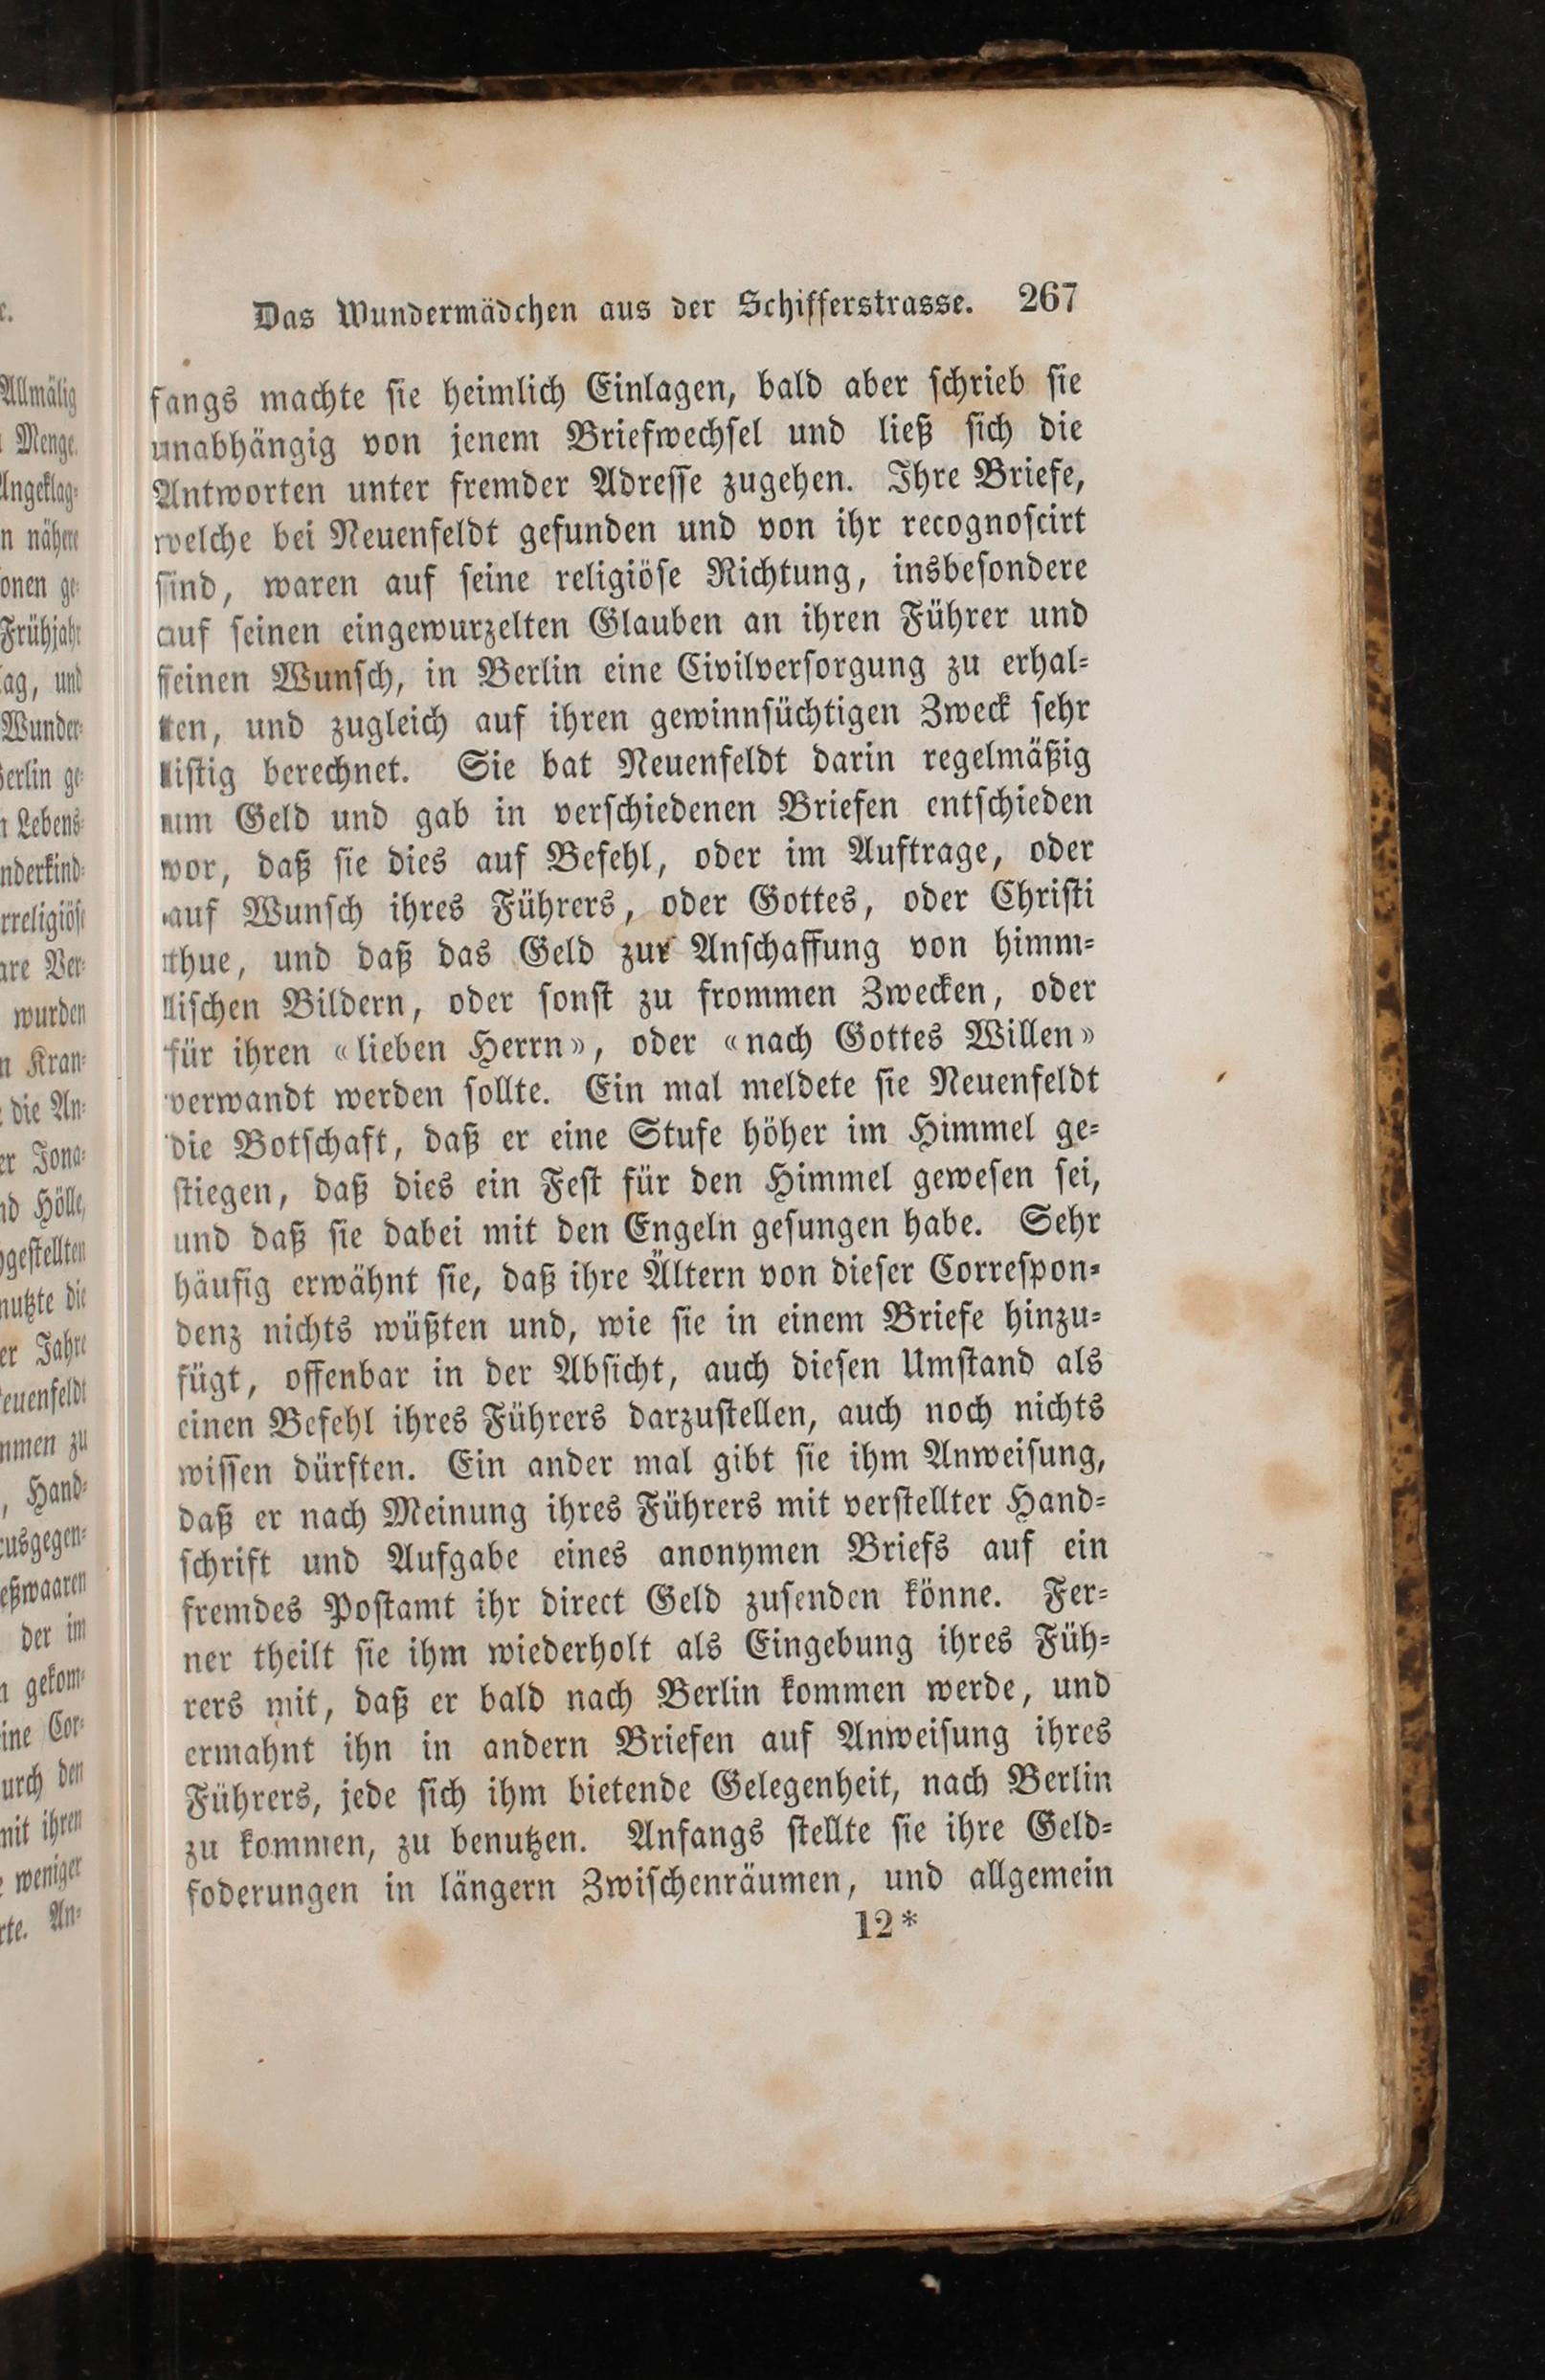 Das Wundermädchen aus der Schifferstrasse. 267
fangs machte sie heimlich Einlagen, bald aber schrieb sie
unabhängig von jenem Briefwechsel und ließ sich die
Antworten unter fremder Adresse zugehen. Ihre Briefe,
welche bei Neuenfeldt gefunden und von ihr recognoscirt
sind, waren auf seine religiöse Richtung, insbesondere
auf seinen eingewurzelten Glauben an ihren Führer und
seinen Wunsch, in Berlin eine Civilversorgung zu erhal-
ten, und zugleich auf ihren gewinnsüchtigen Zweck sehr
listig berechnet. Sie bat Neuenfeldt darin regelmäßig
um Geld und gab in verschiedenen Briefen entschieden
vor, daß sie dies auf Befehl, oder im Auftrage, oder
auf Wunsch ihres Führers, oder Gottes, oder Christi
thue, und daß das Geld zur Anschaffung von himm-
lischen Bildern, oder sonst zu frommen Zwecken, oder
für ihren «lieben Herrn», oder «nach Gottes Willen»
verwandt werden sollte. Ein mal meldete sie Neuenfeldt
die Botschaft, daß er eine Stufe höher im Himmel ge-
stiegen, daß dies ein Fest für den Himmel gewesen sei,
und daß sie dabei mit den Engeln gesungen habe. Sehr
häufig erwähnt sie, daß ihre Ältern von dieser Correspon-
denz nichts wüßten und, wie sie in einem Briefe hinzu-
fügt, offenbar in der Absicht, auch diesen Umstand als
einen Befehl ihres Führers darzustellen, auch noch nichts
wissen dürften. Ein ander mal gibt sie ihm Anweisung,
daß er nach Meinung ihres Führers mit verstellter Hand-
schrift und Aufgabe eines anonymen Briefs auf ein
fremdes Postamt ihr direct Geld zusenden könne. Fer-
ner theilt sie ihm wiederholt als Eingebung ihres Füh-
rers mit, daß er bald nach Berlin kommen werde, und
ermahnt ihn in andern Briefen auf Anweisung ihres
Führers, jede sich ihm bietende Gelegenheit, nach Berlin
zu kommen, zu benutzen. Anfangs stellte sie ihre Geld-
foderungen in längern Zwischenräumen, und allgemein
12*